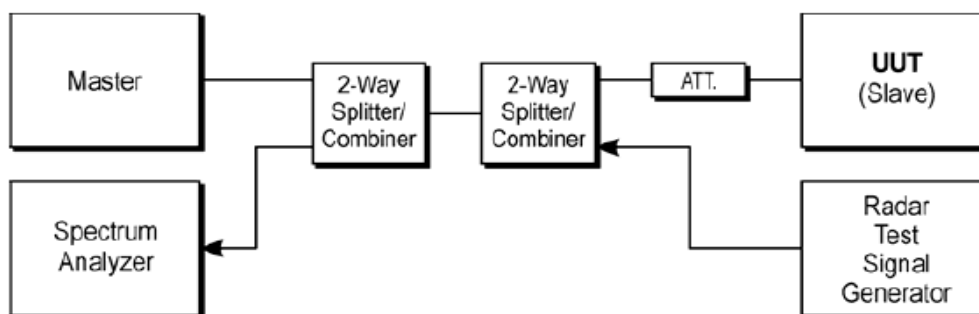 Master
2-Way
Splitter/
Combiner
2-Way
Splitter/
Combiner
ATT.
UUT
(Slave)
Spectrum
Analyzer
Radar
Test
Signal
Generator